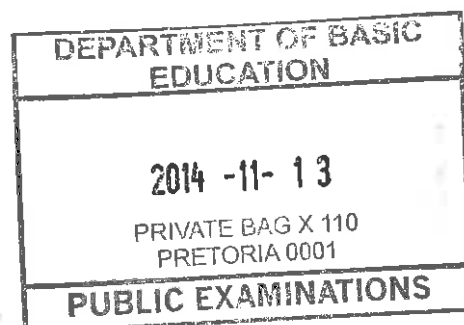 DEPARTMENT OF BASIC
EDUCATION
2014 -11- 13
PRIVATE BAG X 110
PRETORIA 0001
PUBLIC EXAMINATIONS